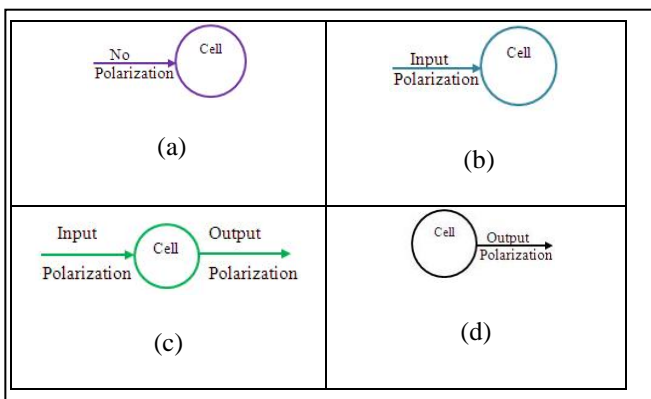 No
Polarization
Cell
(a)
Input
Polarization
Cell
(b)
Input
Polarization
Cell
Output
Polarization
(c)
Cell
Output
Polarization
(d)